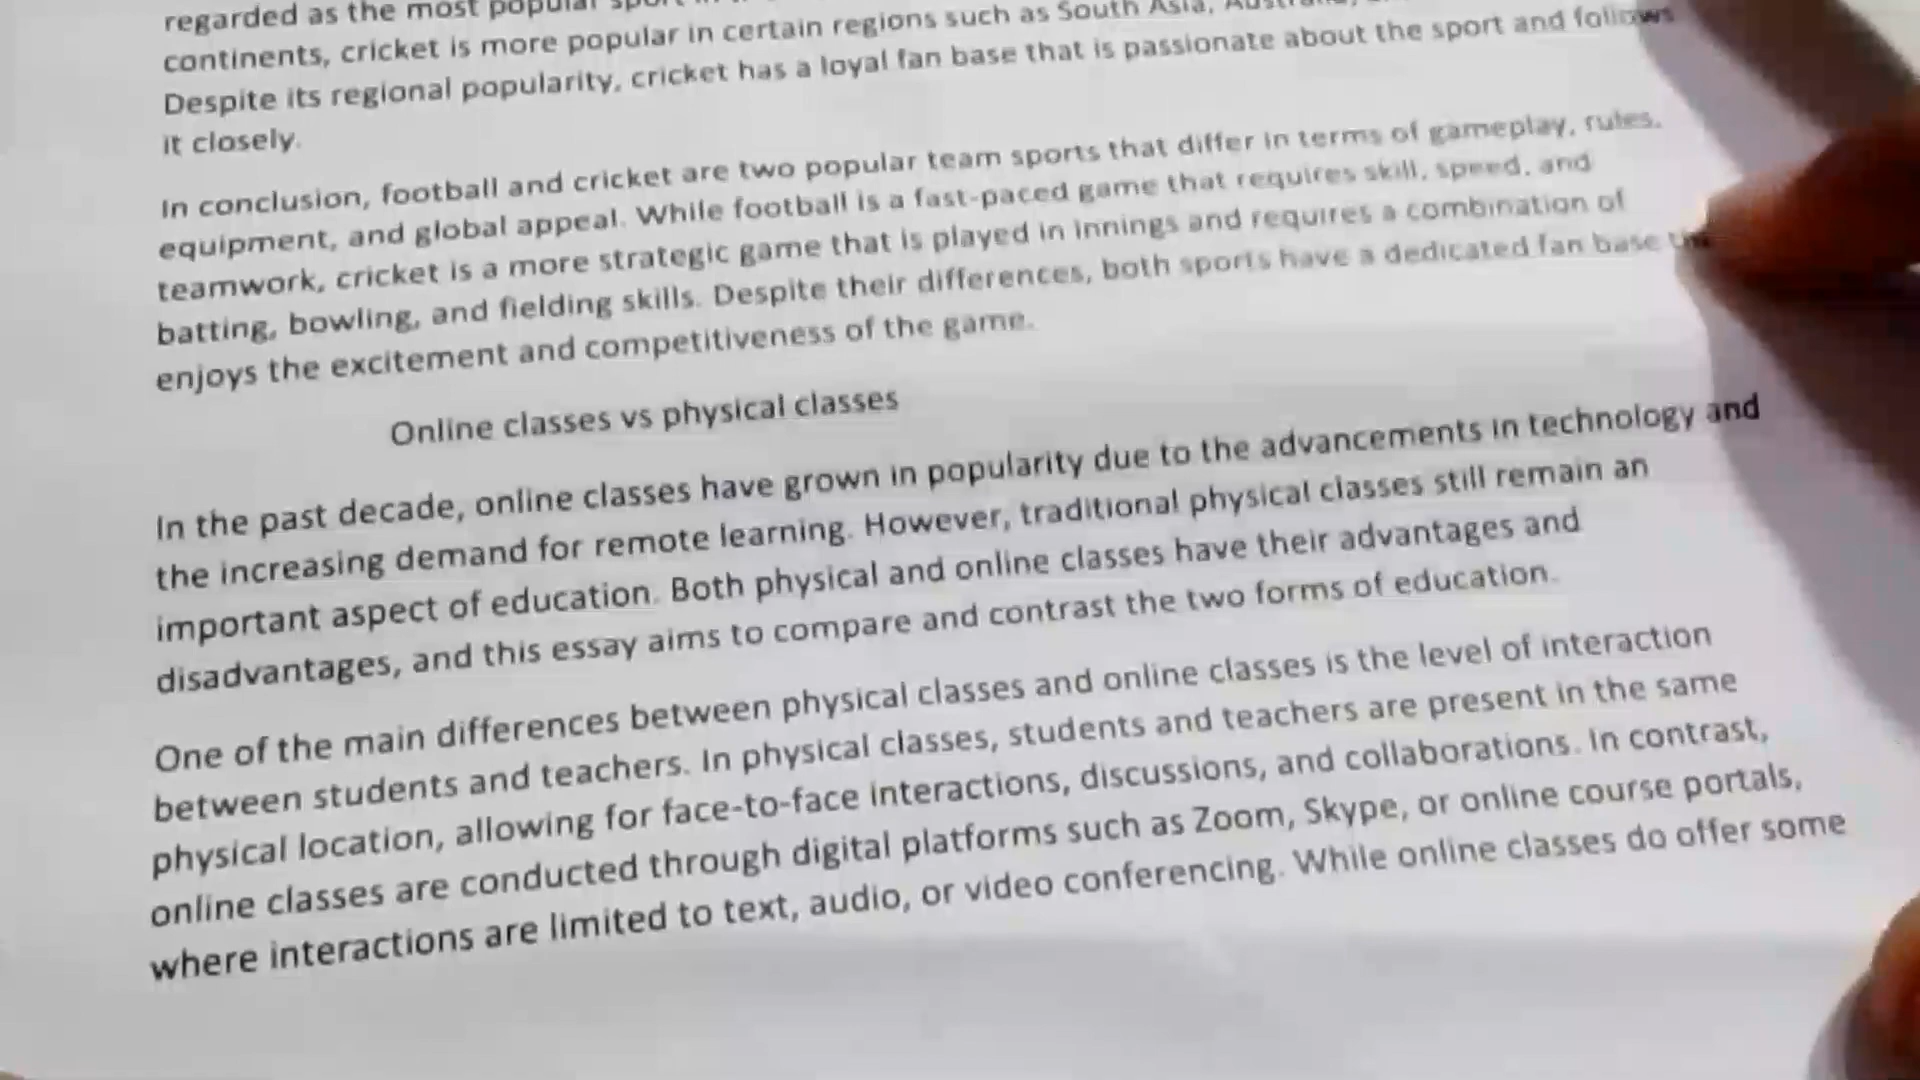 regarded as the most popular sport in
continents, cricket is more popular in certain regions such as South Asia,
Despite its regional popularity, cricket has a loyal fan base that is passionate about the sport and follows
it closely.
In conclusion, football and cricket are two popular team sports that differ in terms of gameplay, rules,
equipment, and global appeal. While football is a fast-paced game that requires skill, speed, and
teamwork, cricket is a more strategic game that is played in innings and requires a combination of
batting, bowling, and fielding skills. Despite their differences, both sports have a dedicated fan base
enjoys the excitement and competitiveness of the game.
Online classes vs physical classes
In the past decade, online classes have grown in popularity due to the advancements in technology and
the increasing demand for remote learning. However, traditional physical classes still remain an
important aspect of education. Both physical and online classes have their advantages and
disadvantages, and this essay aims to compare and contrast the two forms of education.
One of the main differences between physical classes and online classes is the level of interaction
between students and teachers. In physical classes, students and teachers are present in the same
physical location, allowing for face-to-face interactions, discussions, and collaborations. In contrast,
online classes are conducted through digital platforms such as Zoom, Skype, or online course portals,
where interactions are limited to text, audio, or video conferencing. While online classes do offer some